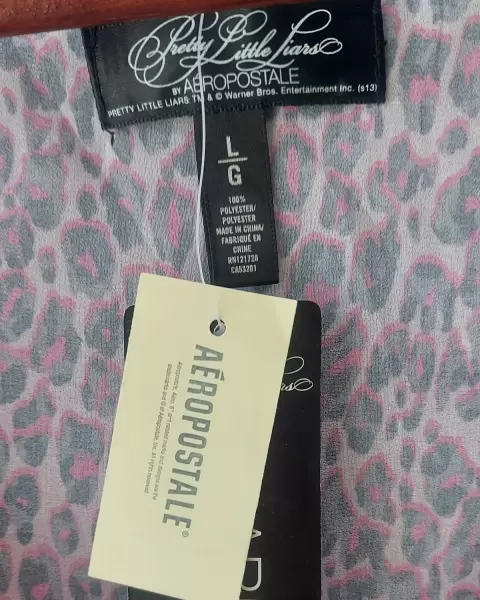 Pretty Little Liars
BY AÉROPOSTALE
PRETTY LITTLE LIARS TM & © Warner Bros. Entertainment Inc. (s13)
L
G
100%
POLYESTER/
POLYESTER
MADE IN CHINA/
FABRIQUÉ EN
CHINE
RN121720
CA53201
AÉROPOSTALE®